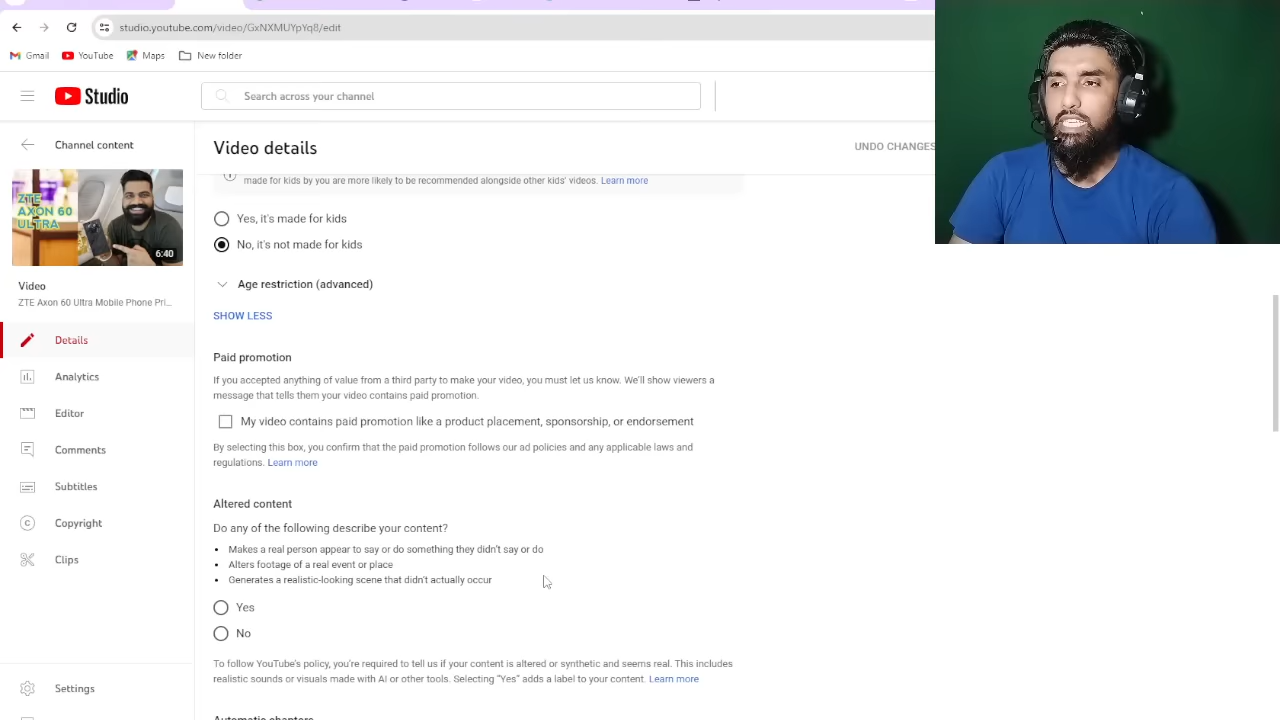 studio.youtube.com/video/GxNXMUYpYq8/edit
Gmail
YouTube
Maps
New folder
Studio
Search across your channel
Channel content
Video details
UNDO CHANGES
made for kids by you are more likely to be recommended alongside other kids' videos. Learn more
ZTE
AXON 60
ULTRA
6:40
Yes, it's made for kids
No, it's not made for kids
Video
ZTE Axon 60 Ultra Mobile Phone Pri...
Age restriction (advanced)
SHOW LESS
Details
Analytics
Editor
Comments
Subtitles
Copyright
Clips
Settings
Paid promotion
If you accepted anything of value from a third party to make your video, you must let us know. We'll show viewers a
message that tells them your video contains paid promotion.
My video contains paid promotion like a product placement, sponsorship, or endorsement
By selecting this box, you confirm that the paid promotion follows our ad policies and any applicable laws and
regulations. Learn more
Altered content
Do any of the following describe your content?
• Makes a real person appear to say or do something they didn't say or do
• Alters footage of a real event or place
• Generates a realistic-looking scene that didn't actually occur
Yes
No
To follow YouTube's policy, you're required to tell us if your content is altered or synthetic and seems real. This includes
realistic sounds or visuals made with AI or other tools. Selecting "Yes" adds a label to your content. Learn more
Automatic chapters